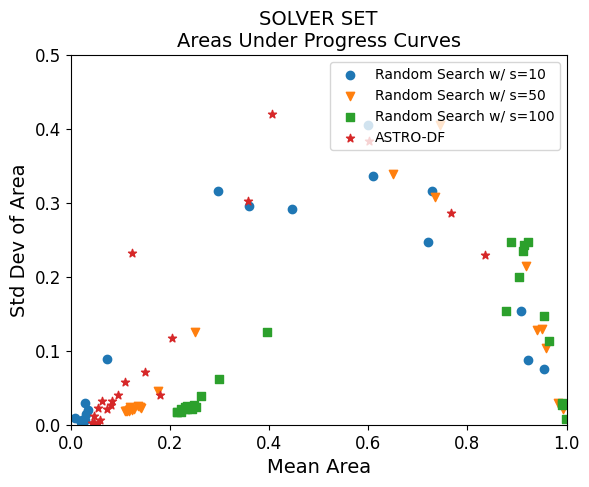 SOLVER SET
Areas Under Progress Curves
0.5
0.4
0.3
0.2
0.1
0.0
Std Dev of Area
Random Search w/ s=10
Random Search w/ s=50
Random Search w/ s=100
ASTRO-DF
0.0 0.2 0.4 0.6 0.8 1.0
Mean Area